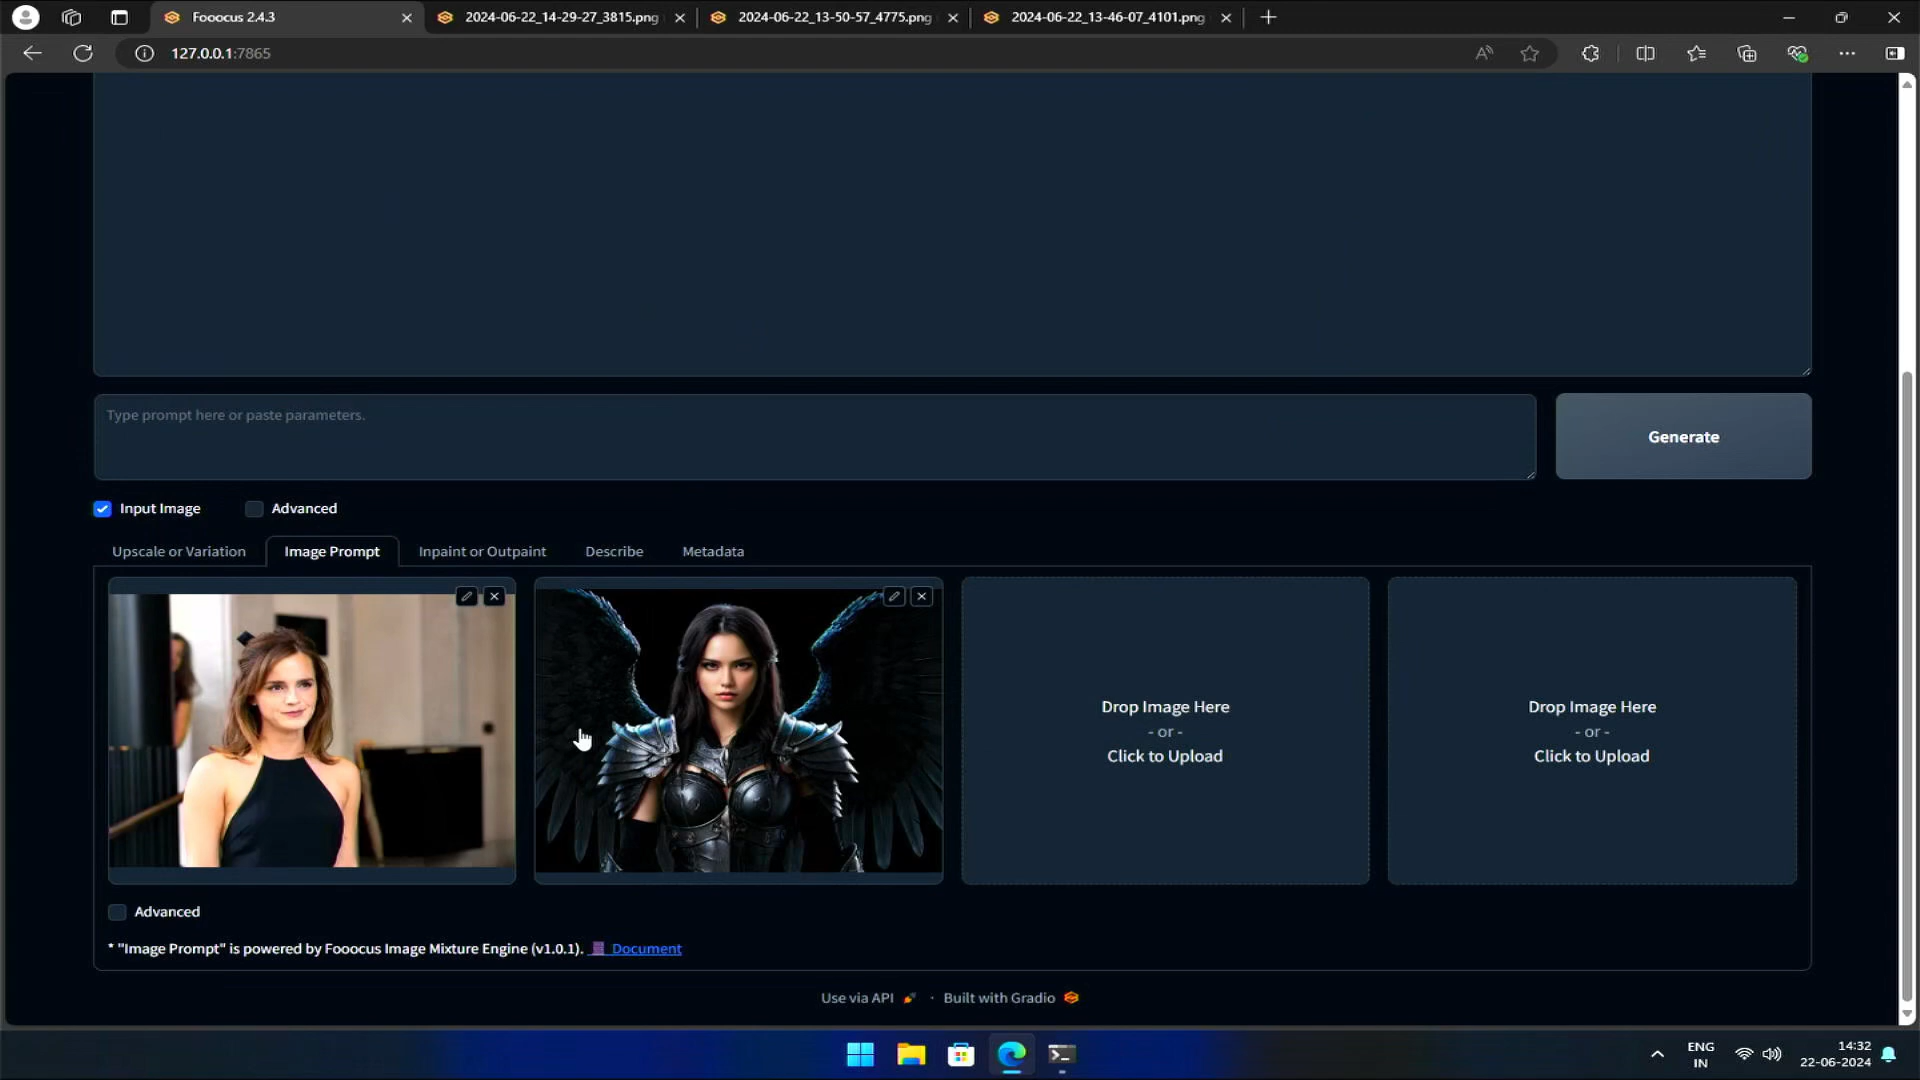 Fooocus 2.4.3
2024-06-22_14-29-27_3815.png
2024-06-22_13-50-57_4775.png
2024-06-22_13-46-07_4101.png
127.0.0.1:7865
Type prompt here or paste parameters.
Generate
Input Image
Advanced
Upscale or Variation
Image Prompt
Inpaint or Outpaint
Describe
Metadata
Drop Image Here
- or -
Click to Upload
Drop Image Here
- or -
Click to Upload
Advanced
* "Image Prompt" is powered by Fooocus Image Mixture Engine (v1.0.1). Document
Use via API · Built with Gradio
ENG
IN
14:32
22-06-2024